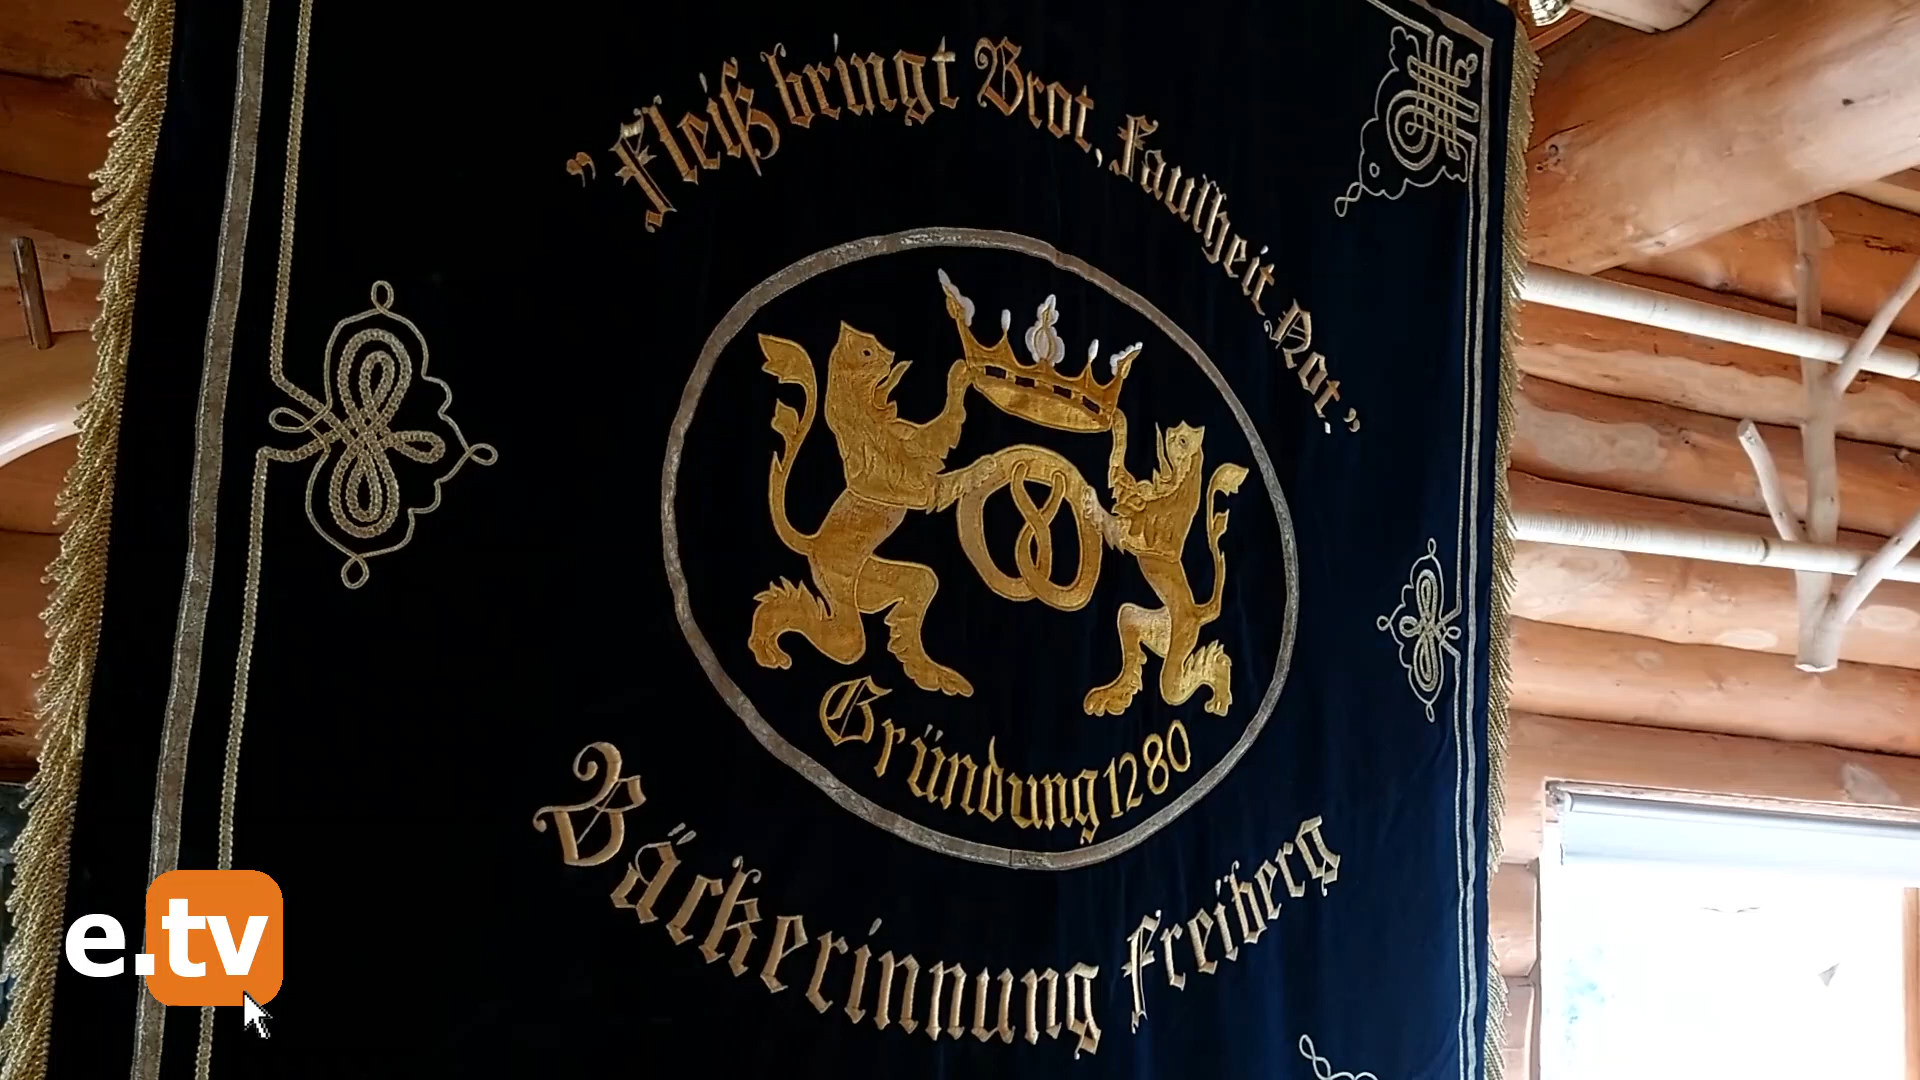 "Fleiß bringt Brot, Faulheit Not."
Gründung 1280
Bäckerinnung Freiberg
e.tv